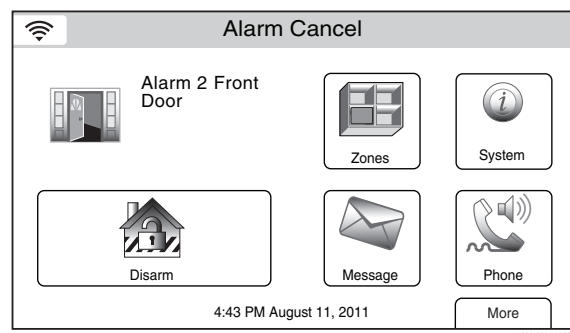 Alarm Cancel
Alarm 2 Front
Door
Zones
System
Disarm
Message
Phone
4:43 PM August 11, 2011
More